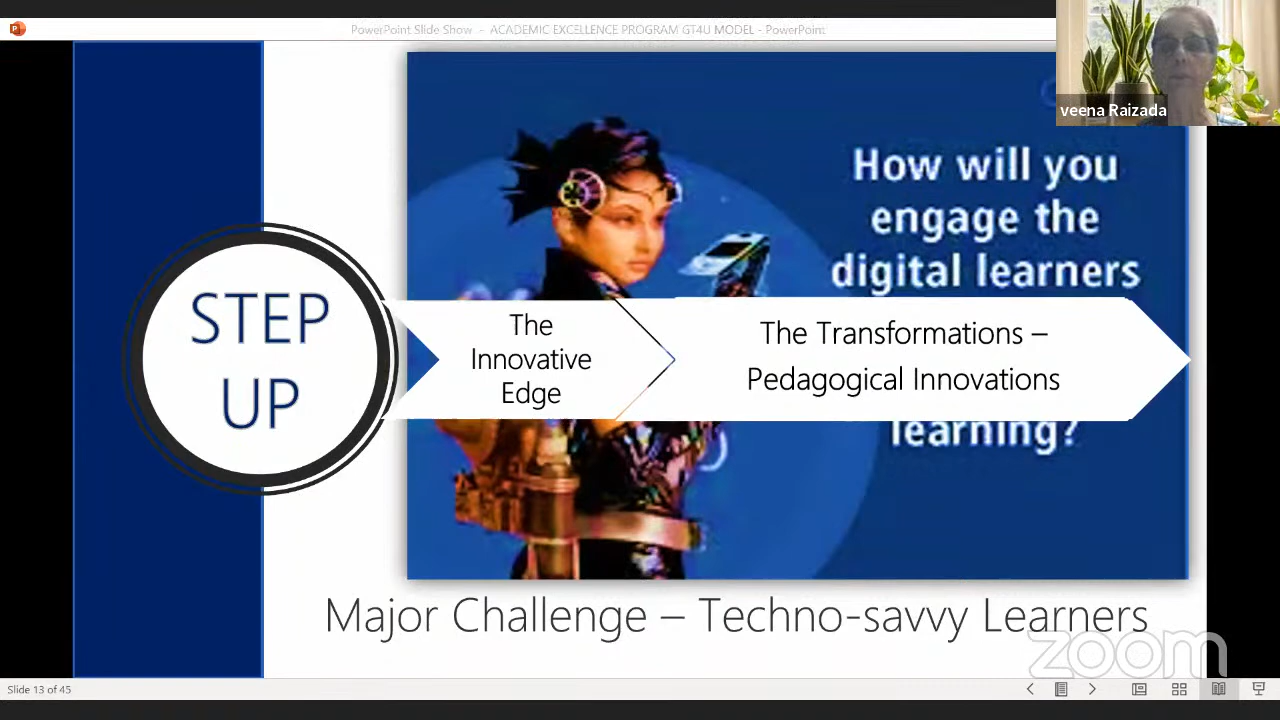 PowerPoint Slide Show - ACADEMIC EXCELLENCE PROGRAM GT4U MODEL - PowerPoint
veena Raizada
How will you
engage the
digital learners
STEP
UP
The
Innovative
Edge
The Transformations –
Pedagogical Innovations
learning?
Major Challenge – Techno-savvy Learners
zoom
Slide 13 of 45